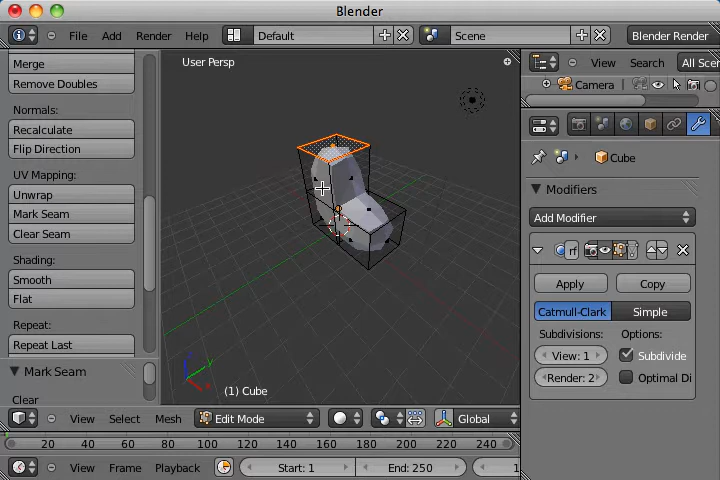 Blender
File Add Render Help Default Scene Blender Render
Merge
Remove Doubles
Normals:
Recalculate
Flip Direction
UV Mapping:
Unwrap
Mark Seam
Clear Seam
Shading:
Smooth
Flat
Repeat:
Repeat Last
Mark Seam
Clear
User Persp
(1) Cube
View Search All Scen
Camera
Cube
Modifiers
Add Modifier
rf
Apply Copy
Catmull-Clark Simple
Subdivisions: Options:
View: 1 Subdivide
Render: 2 Optimal Di
View Select Mesh Edit Mode Global
20 40 60 80 100 120 140 160 180 200 220 240
View Frame Playback Start: 1 End: 250 1